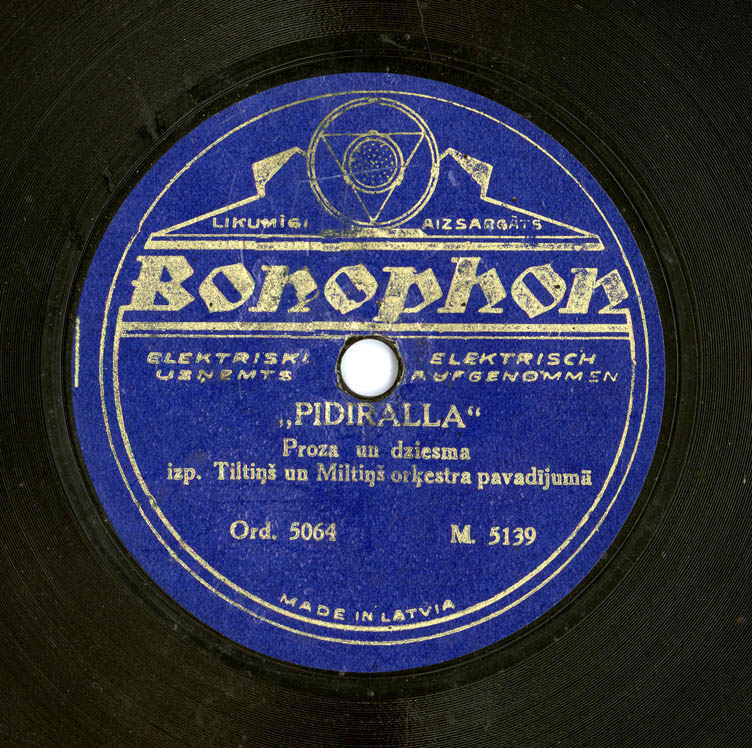 LIKUMĪGI AIZSARGĀTS
Bonophon
ELEKTRISKI ELEKTRISCH
UZŅEMTS AUFGENOMMEN
„PIDIRALLA“
Proza un dziesma
izp. Tiltiņš un Miltiņš orķestra pavadījumā
Ord. 5064 M. 5139
MADE IN LATVIA